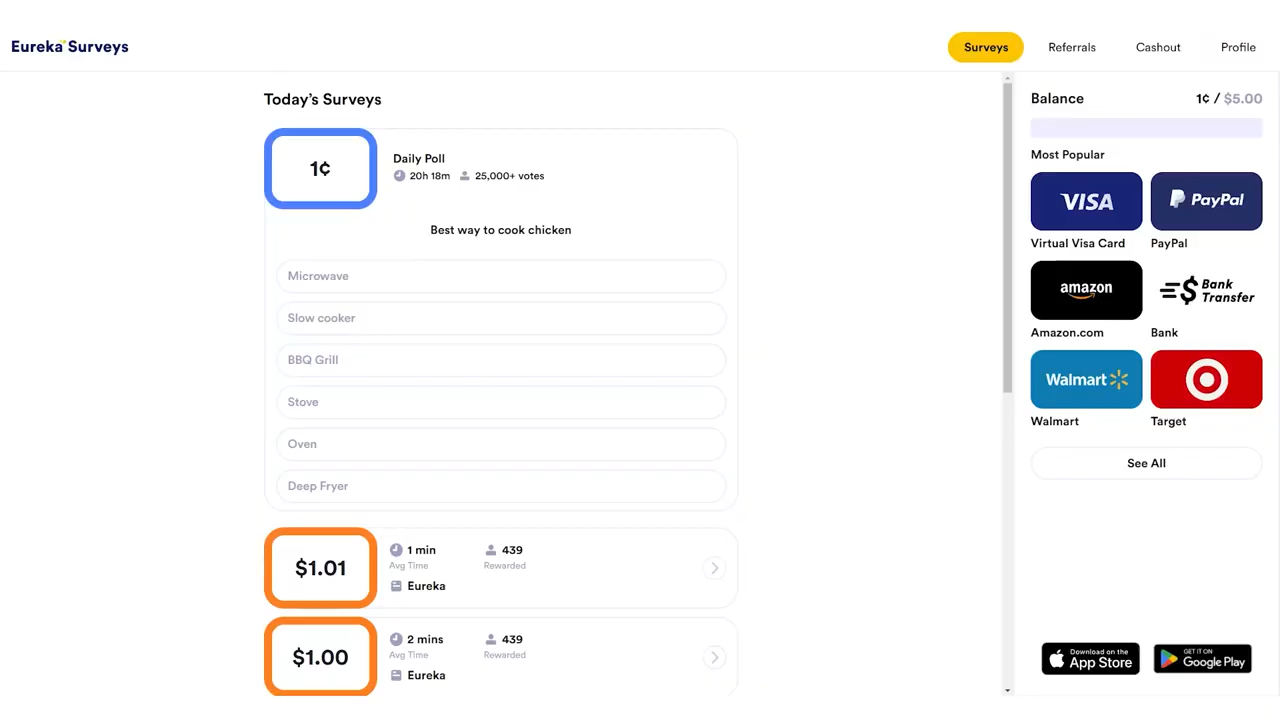 Eureka Surveys
Surveys
Referrals
Cashout
Profile
Today's Surveys
1¢
Daily Poll
20h 18m
25,000+ votes
Best way to cook chicken
Microwave
Slow cooker
BBQ Grill
Stove
Oven
Deep Fryer
$1.01
1 min
Avg Time
439
Rewarded
Eureka
$1.00
2 mins
Avg Time
439
Rewarded
Eureka
Balance
1¢ / $5.00
Most Popular
VISA
Virtual Visa Card
PayPal
PayPal
amazon
Amazon.com
Bank
Transfer
Bank
Walmart
Walmart
Target
See All
Download on the
App Store
GET IT ON
Google Play